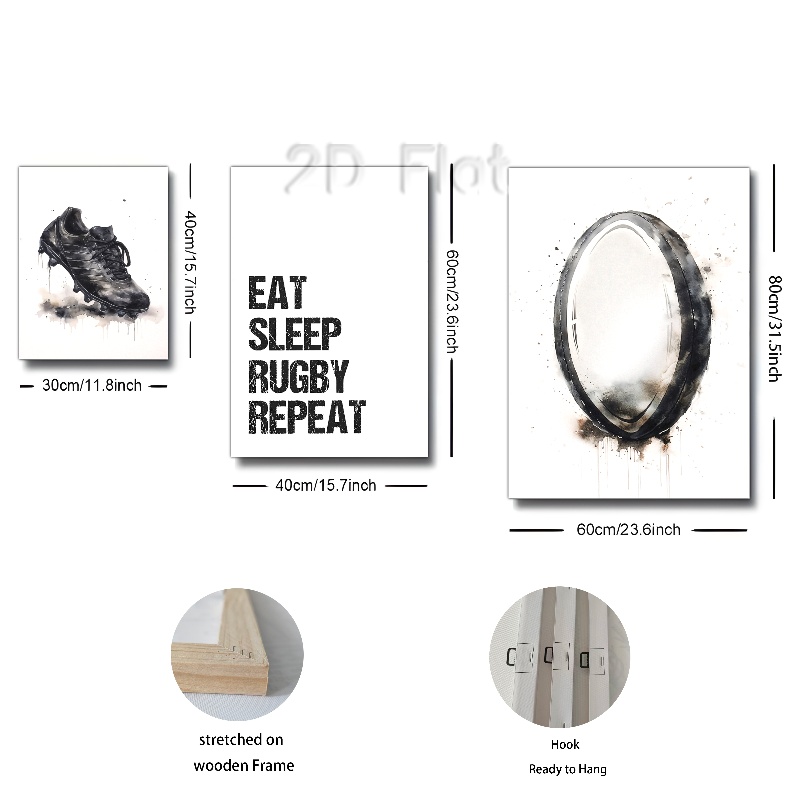 2D Flat
40cm/15.7inch
30cm/11.8inch
EAT
SLEEP
RUGBY
REPEAT
60cm/23.6inch
40cm/15.7inch
80cm/31.5inch
60cm/23.6inch
stretched on
wooden Frame
Hook
Ready to Hang